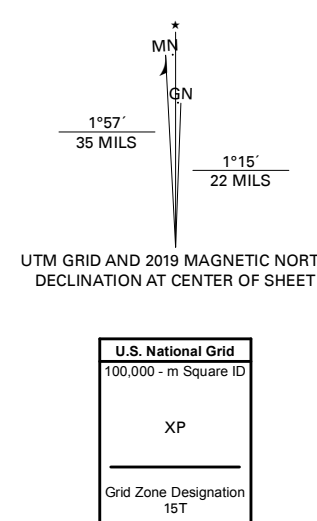 ★
MN
GN
1°57´
35 MILS
1°15´
22 MILS
UTM GRID AND 2019 MAGNETIC NORT
DECLINATION AT CENTER OF SHEET
U.S. National Grid
100,000 - m Square ID
XP
Grid Zone Designation
15T